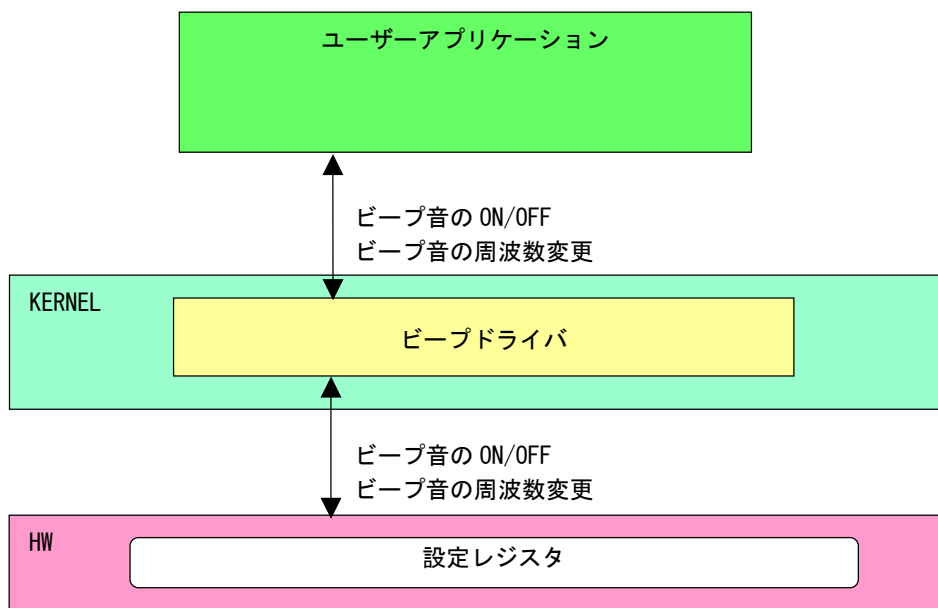 ユーザーアプリケーション
ビープ音の ON/OFF
ビープ音の周波数変更
KERNEL
ビープドライバ
ビープ音の ON/OFF
ビープ音の周波数変更
HW
設定レジスタ